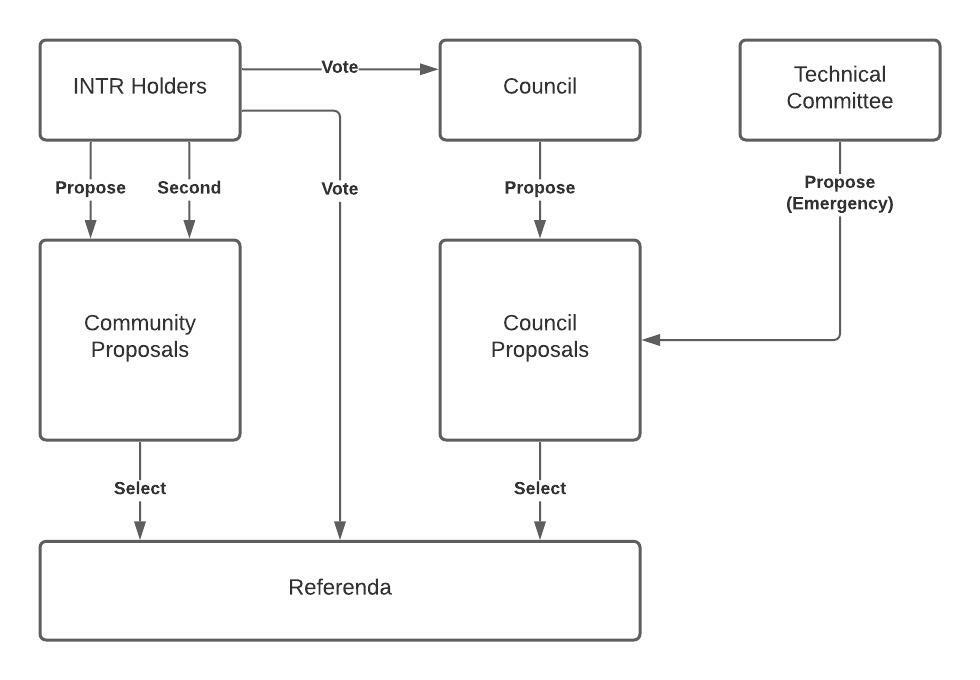 INTR Holders
Vote
Council
Technical
Committee
Propose
Second
Vote
Propose
Propose
(Emergency)
Community
Proposals
Council
Proposals
Select
Select
Referenda